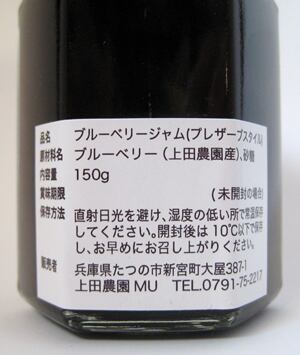 品名 ブルーベリージャム(プレザーブスタイル)
原材料名 ブルーベリー（上田農園産）、砂糖
内容量 150g
賞味期限 (未開封の場合)
保存方法 直射日光を避け、湿度の低い所で常温保存
してください。開封後は10℃以下で保存
し、お早めにお召し上がりください。
販売者 兵庫県たつの市新宮町大屋387-1
上田農園 MU TEL.0791-75-2217